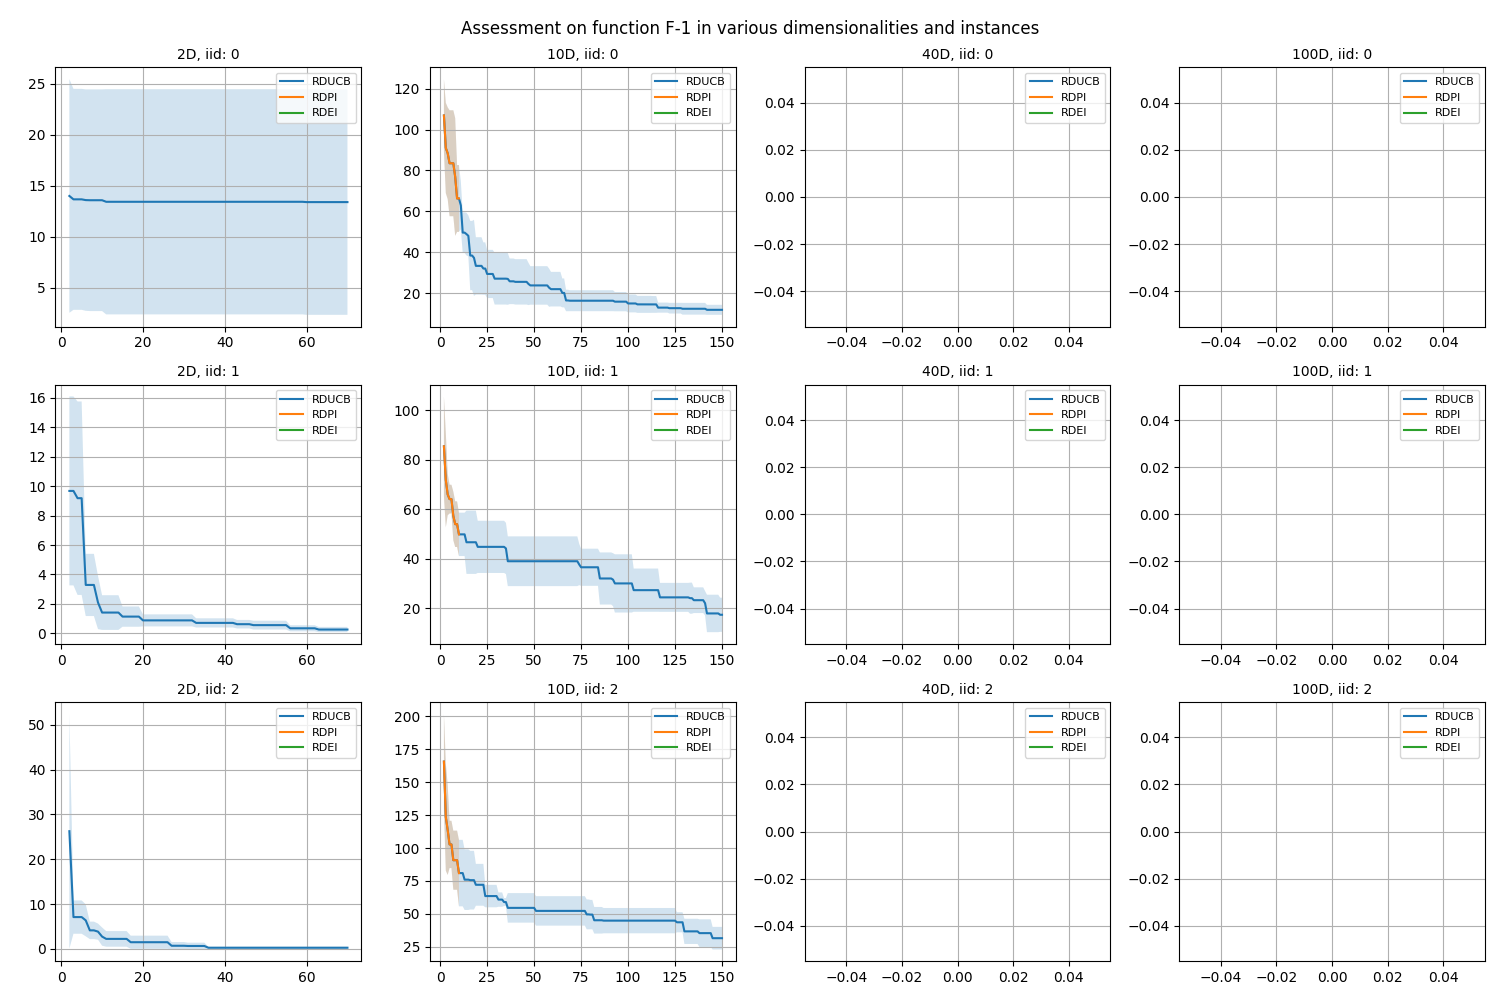 Assessment on function F-1 in various dimensionalities and instances
2D, iid: 0
25
20
15
10
5
0 20 40 60
RDUCB
RDPI
RDEI
10D, iid: 0
120
100
80
60
40
20
0 25 50 75 100 125 150
RDUCB
RDPI
RDEI
40D, iid: 0
0.04
0.02
0.00
−0.02
−0.04
−0.04 −0.02 0.00 0.02 0.04
RDUCB
RDPI
RDEI
100D, iid: 0
0.04
0.02
0.00
−0.02
−0.04
−0.04 −0.02 0.00 0.02 0.04
RDUCB
RDPI
RDEI
2D, iid: 1
16
14
12
10
8
6
4
2
0
0 20 40 60
RDUCB
RDPI
RDEI
10D, iid: 1
100
80
60
40
20
0 25 50 75 100 125 150
RDUCB
RDPI
RDEI
40D, iid: 1
0.04
0.02
0.00
−0.02
−0.04
−0.04 −0.02 0.00 0.02 0.04
RDUCB
RDPI
RDEI
100D, iid: 1
0.04
0.02
0.00
−0.02
−0.04
−0.04 −0.02 0.00 0.02 0.04
RDUCB
RDPI
RDEI
2D, iid: 2
50
40
30
20
10
0
0 20 40 60
RDUCB
RDPI
RDEI
10D, iid: 2
200
175
150
125
100
75
50
25
0 25 50 75 100 125 150
RDUCB
RDPI
RDEI
40D, iid: 2
0.04
0.02
0.00
−0.02
−0.04
−0.04 −0.02 0.00 0.02 0.04
RDUCB
RDPI
RDEI
100D, iid: 2
0.04
0.02
0.00
−0.02
−0.04
−0.04 −0.02 0.00 0.02 0.04
RDUCB
RDPI
RDEI